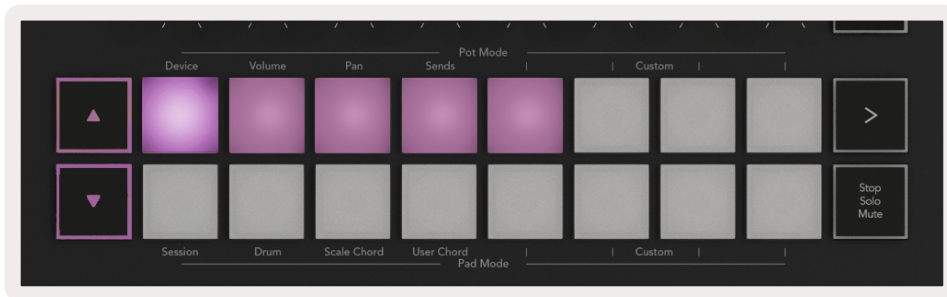 Pot Mode
Device Volume Pan Sends Custom
>
Stop
Solo
Mute
Session Drum Scale Chord User Chord Custom
Pad Mode